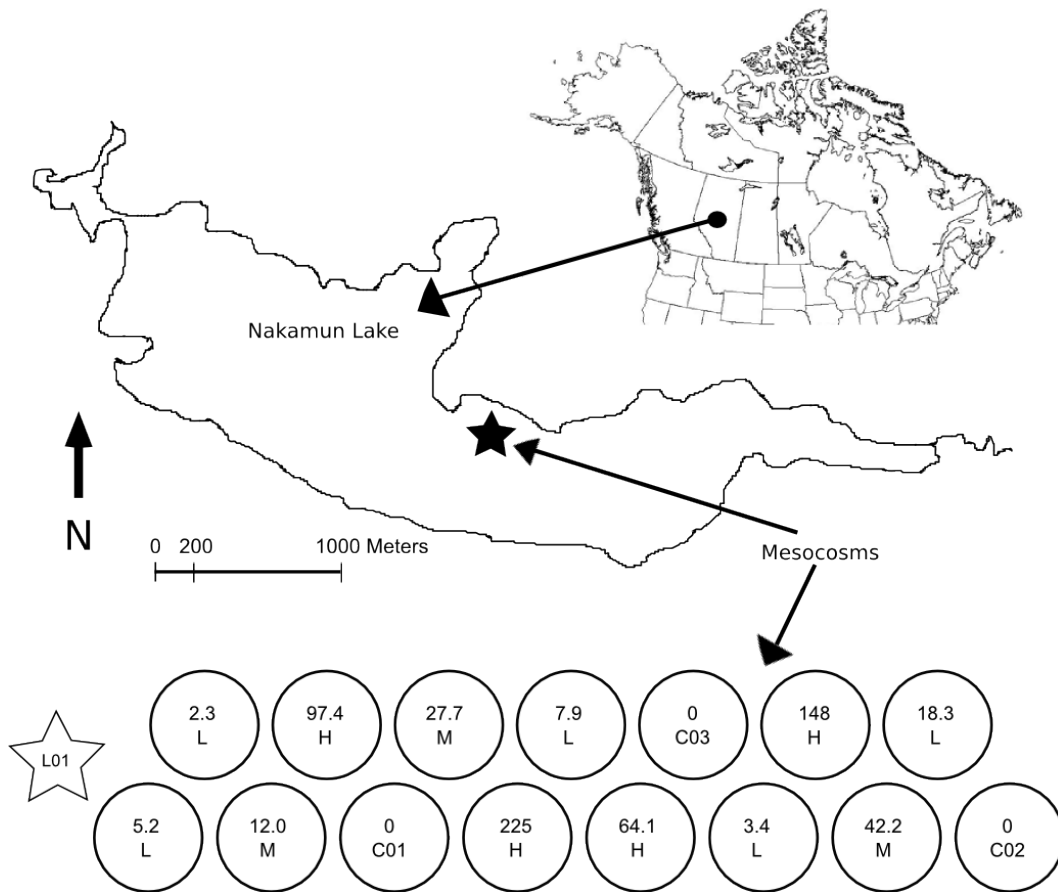 Nakamun Lake
N
0 200 1000 Meters
Mesocosms
L01
2.3
L
97.4
H
27.7
M
7.9
L
0
C03
148
H
18.3
L
5.2
L
12.0
M
0
C01
225
H
64.1
H
3.4
L
42.2
M
0
C02